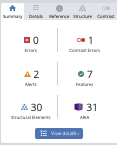 Summary Details Reference Structure Contrast
0 1
Errors Contrast Errors
2 7
Alerts Features
30 31
Structural Elements ARIA
View details ›